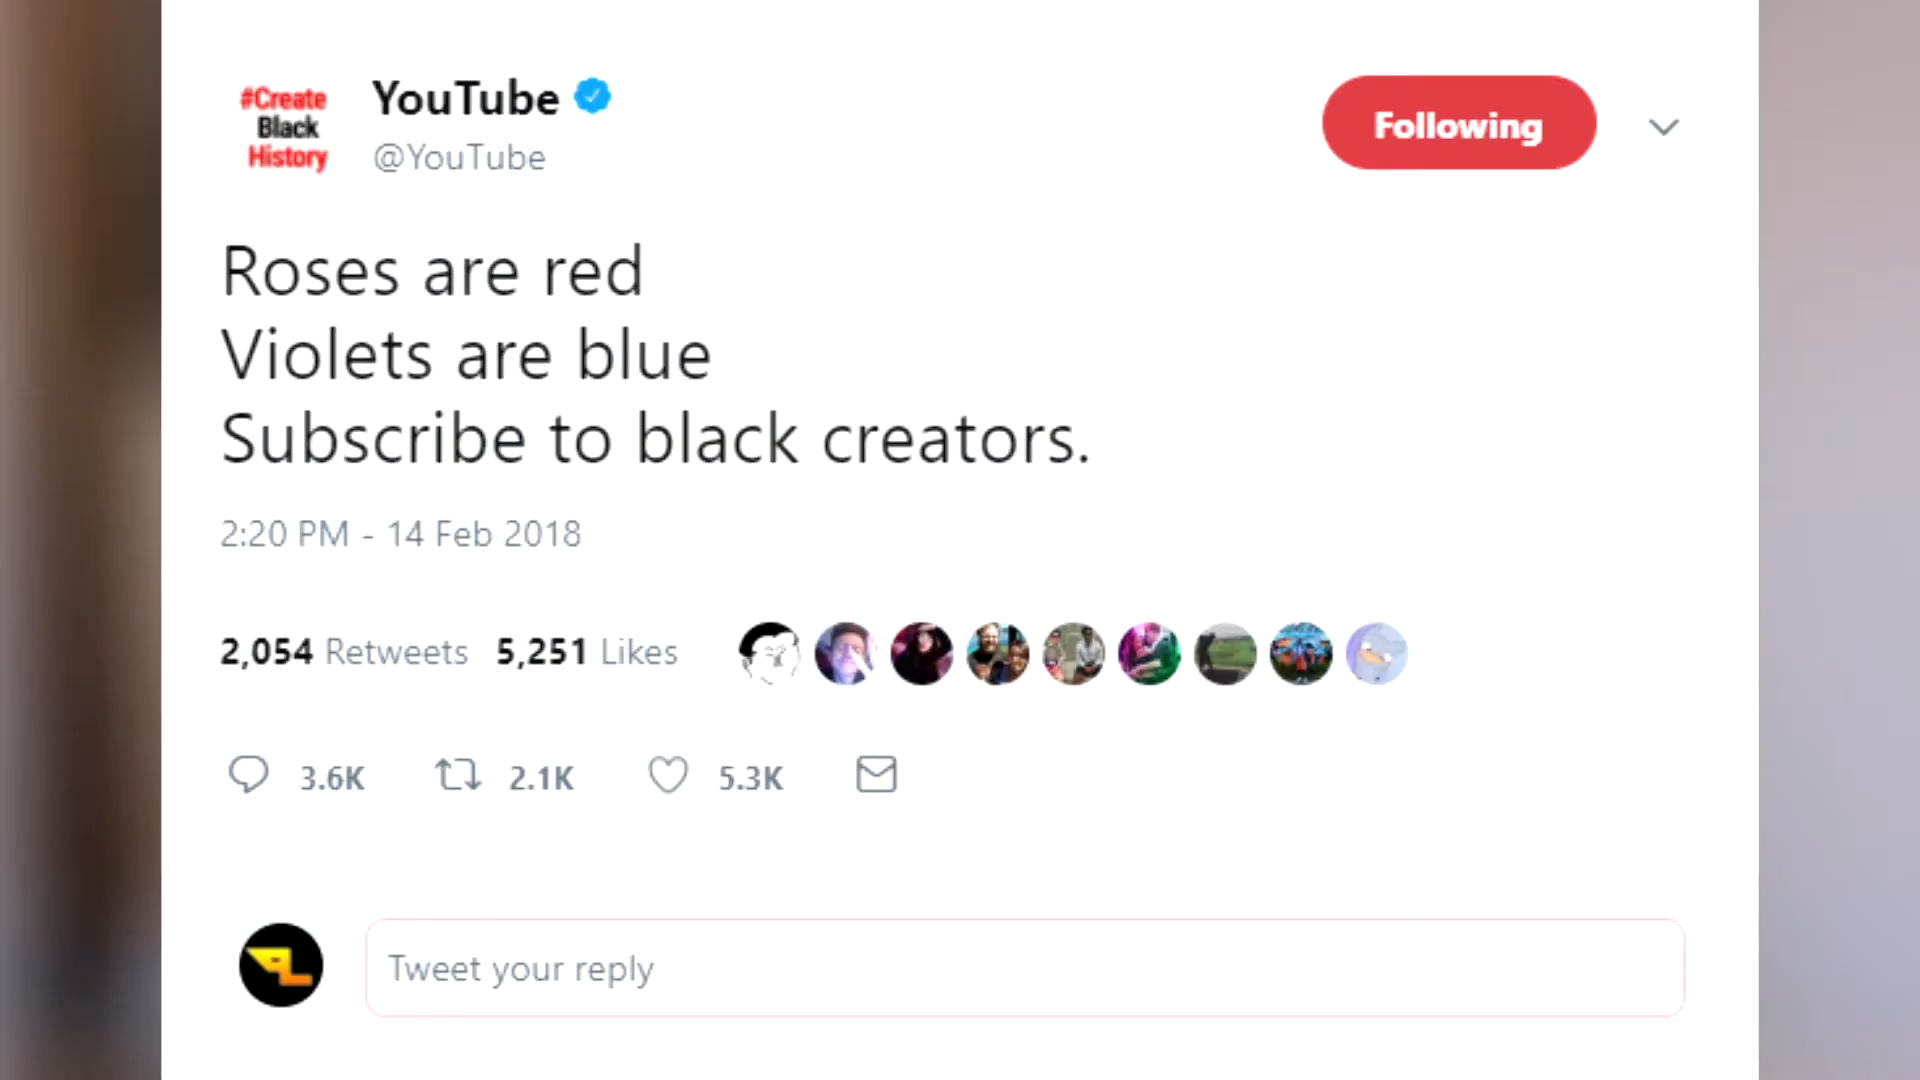 #Create
Black
History
YouTube
@YouTube
Following
Roses are red
Violets are blue
Subscribe to black creators.
2:20 PM - 14 Feb 2018
2,054 Retweets 5,251 Likes
3.6K 2.1K 5.3K
Tweet your reply